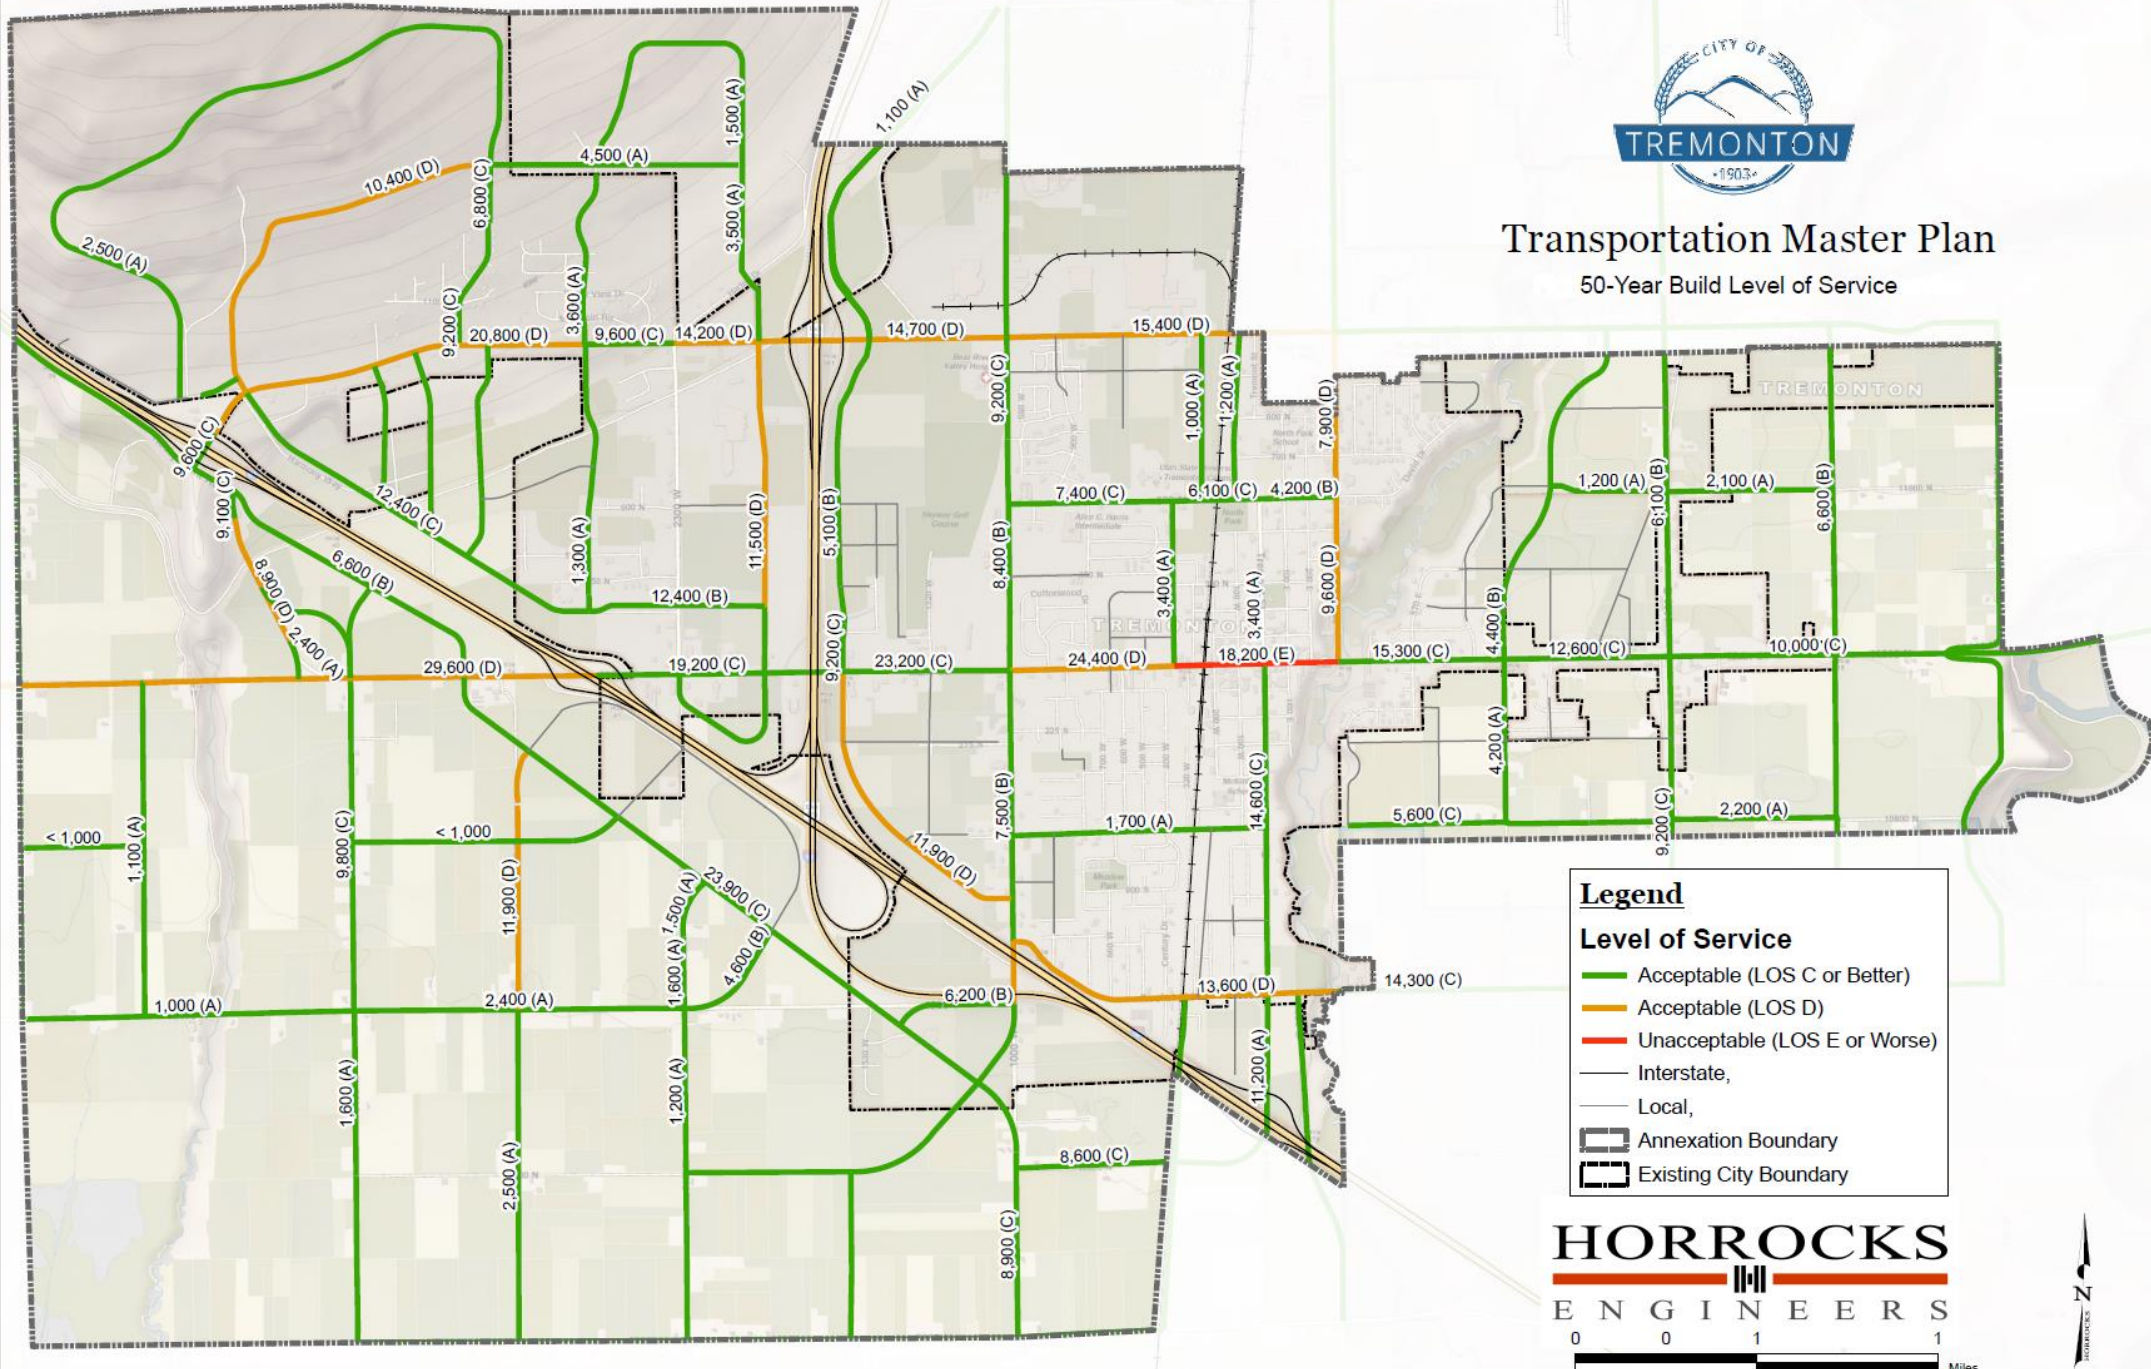 CITY OF
TREMONTON
•1903•
Transportation Master Plan
50-Year Build Level of Service
1,100 (A)
1,500 (A)
4,500 (A)
10,400 (D)
6,800 (C)
3,500 (A)
2,500 (A)
3,600 (A)
9,200 (C)
20,800 (D)
9,600 (C)
14,200 (D)
14,700 (D)
15,400 (D)
9,200 (C)
1,000 (A)
1,200 (A)
7,900 (D)
TREMONTON
9,600 (C)
9,100 (C)
12,400 (C)
7,400 (C)
6,100 (C)
4,200 (B)
1,200 (A)
6,100 (B)
2,100 (A)
6,600 (B)
11,500 (D)
5,100 (B)
8,400 (B)
1,300 (A)
6,600 (B)
8,900 (D)
12,400 (B)
3,400 (A)
3,400 (A)
9,600 (D)
4,400 (B)
TREMONTON
2,400 (A)
29,600 (D)
19,200 (C)
9,200 (C)
23,200 (C)
24,400 (D)
18,200 (E)
15,300 (C)
12,600 (C)
10,000 (C)
4,200 (A)
7,500 (B)
14,600 (C)
1,700 (A)
5,600 (C)
9,200 (C)
2,200 (A)
< 1,000
1,100 (A)
9,800 (C)
< 1,000
11,900 (D)
11,900 (D)
1,500 (A)
23,900 (C)
1,600 (A)
4,600 (B)
1,000 (A)
2,400 (A)
6,200 (B)
13,600 (D)
14,300 (C)
1,600 (A)
1,200 (A)
11,200 (A)
2,500 (A)
8,600 (C)
8,900 (C)
Legend
Level of Service
Acceptable (LOS C or Better)
Acceptable (LOS D)
Unacceptable (LOS E or Worse)
Interstate,
Local,
Annexation Boundary
Existing City Boundary
HORROCKS
ENGINEERS
0 0 1 1
Miles
N
HORROCKS